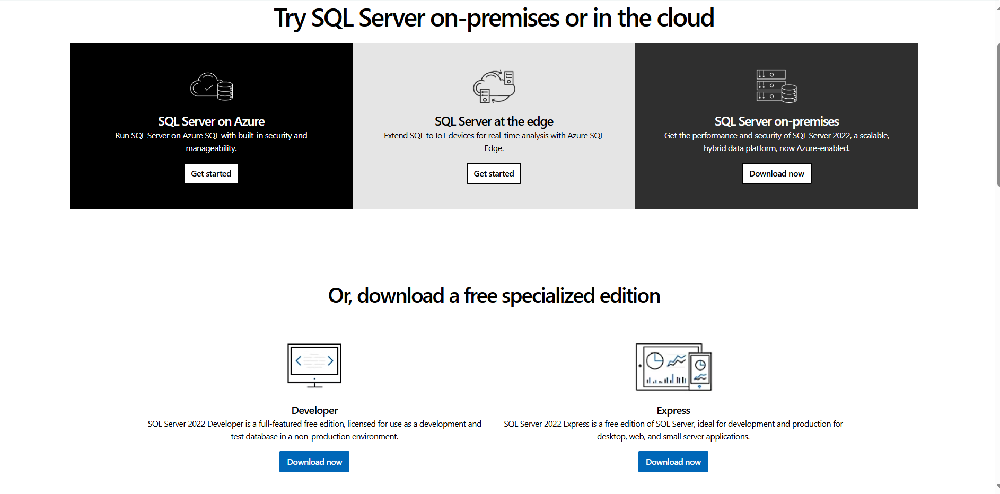 Try SQL Server on-premises or in the cloud
SQL Server on Azure
Run SQL Server on Azure SQL with built-in security and
manageability.
Get started
SQL Server at the edge
Extend SQL to IoT devices for real-time analysis with Azure SQL
Edge.
Get started
SQL Server on-premises
Get the performance and security of SQL Server 2022, a scalable,
hybrid data platform, now Azure-enabled.
Download now
Or, download a free specialized edition
Developer
SQL Server 2022 Developer is a full-featured free edition, licensed for use as a development and
test database in a non-production environment.
Download now
Express
SQL Server 2022 Express is a free edition of SQL Server, ideal for development and production for
desktop, web, and small server applications.
Download now